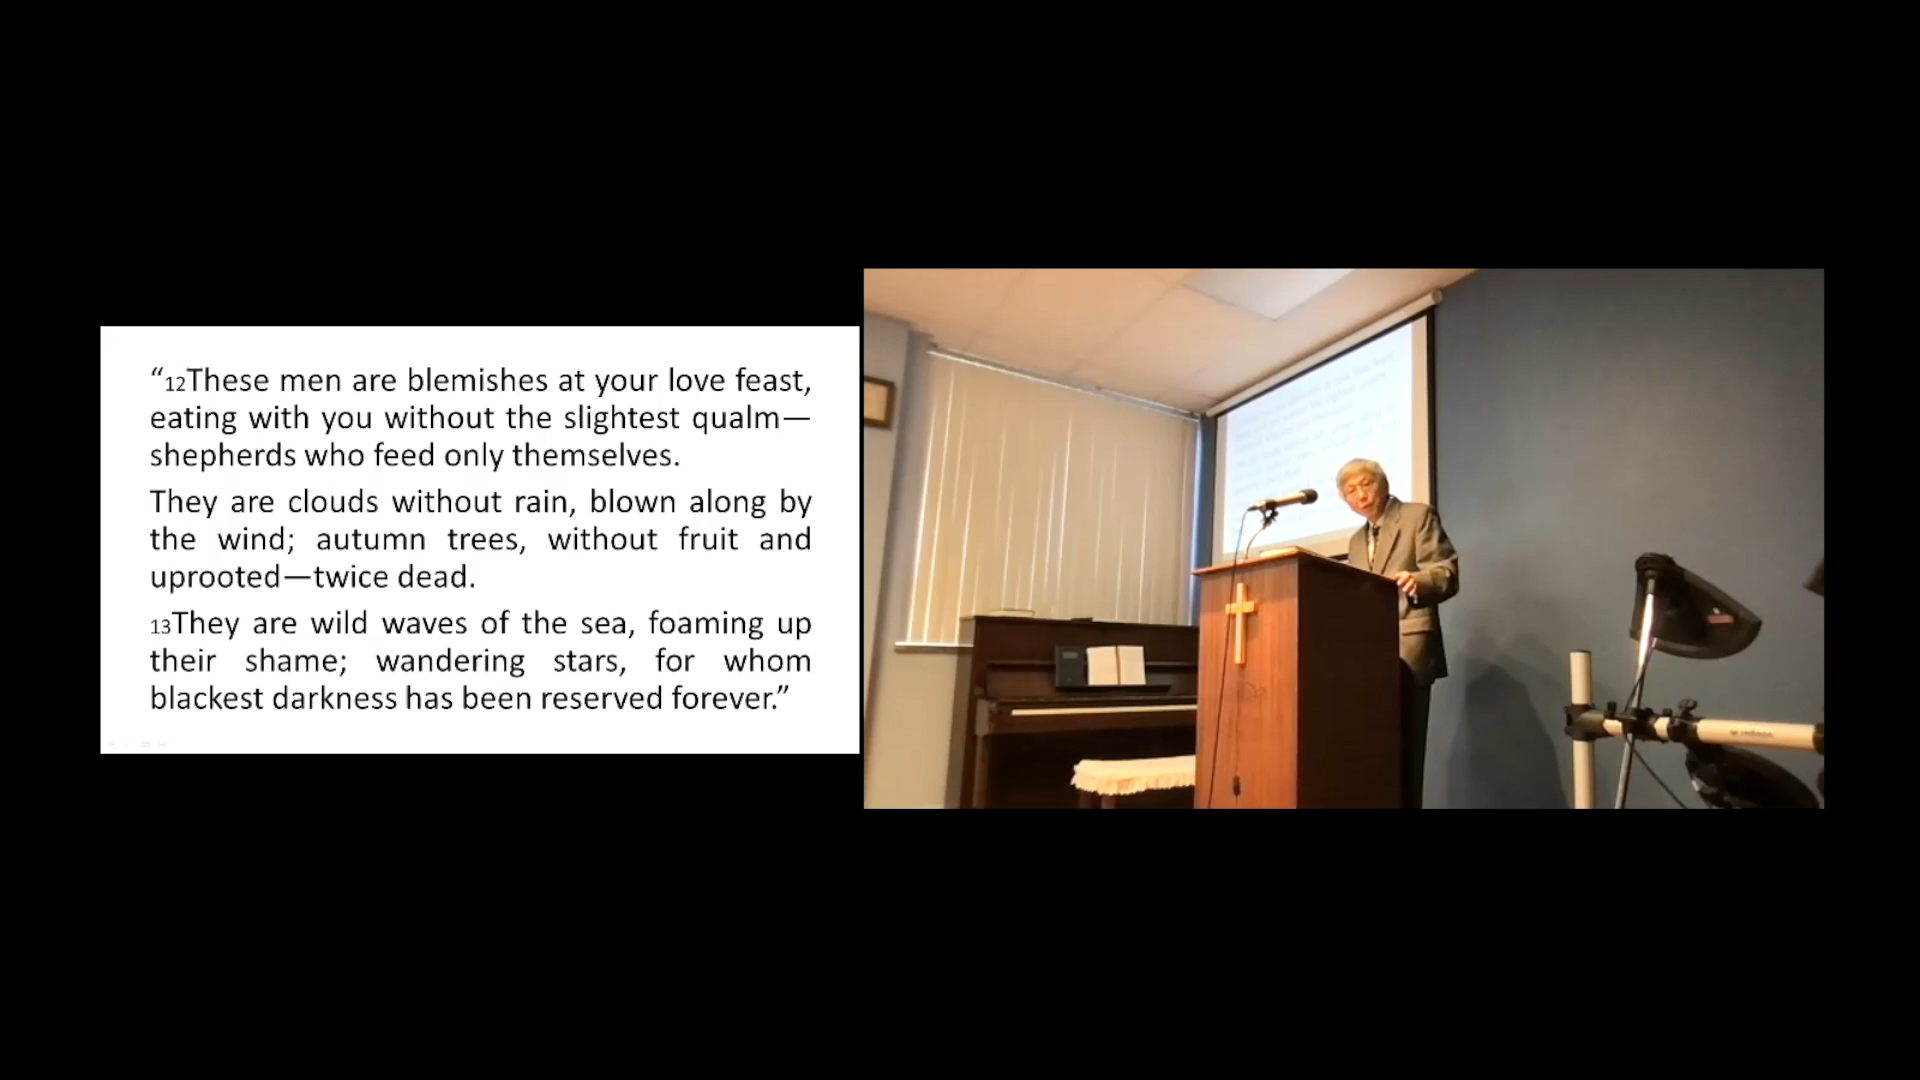 “12These men are blemishes at your love feast,
eating with you without the slightest qualm—
shepherds who feed only themselves.
They are clouds without rain, blown along by
the wind; autumn trees, without fruit and
uprooted—twice dead.
13They are wild waves of the sea, foaming up
their shame; wandering stars, for whom
blackest darkness has been reserved forever.”